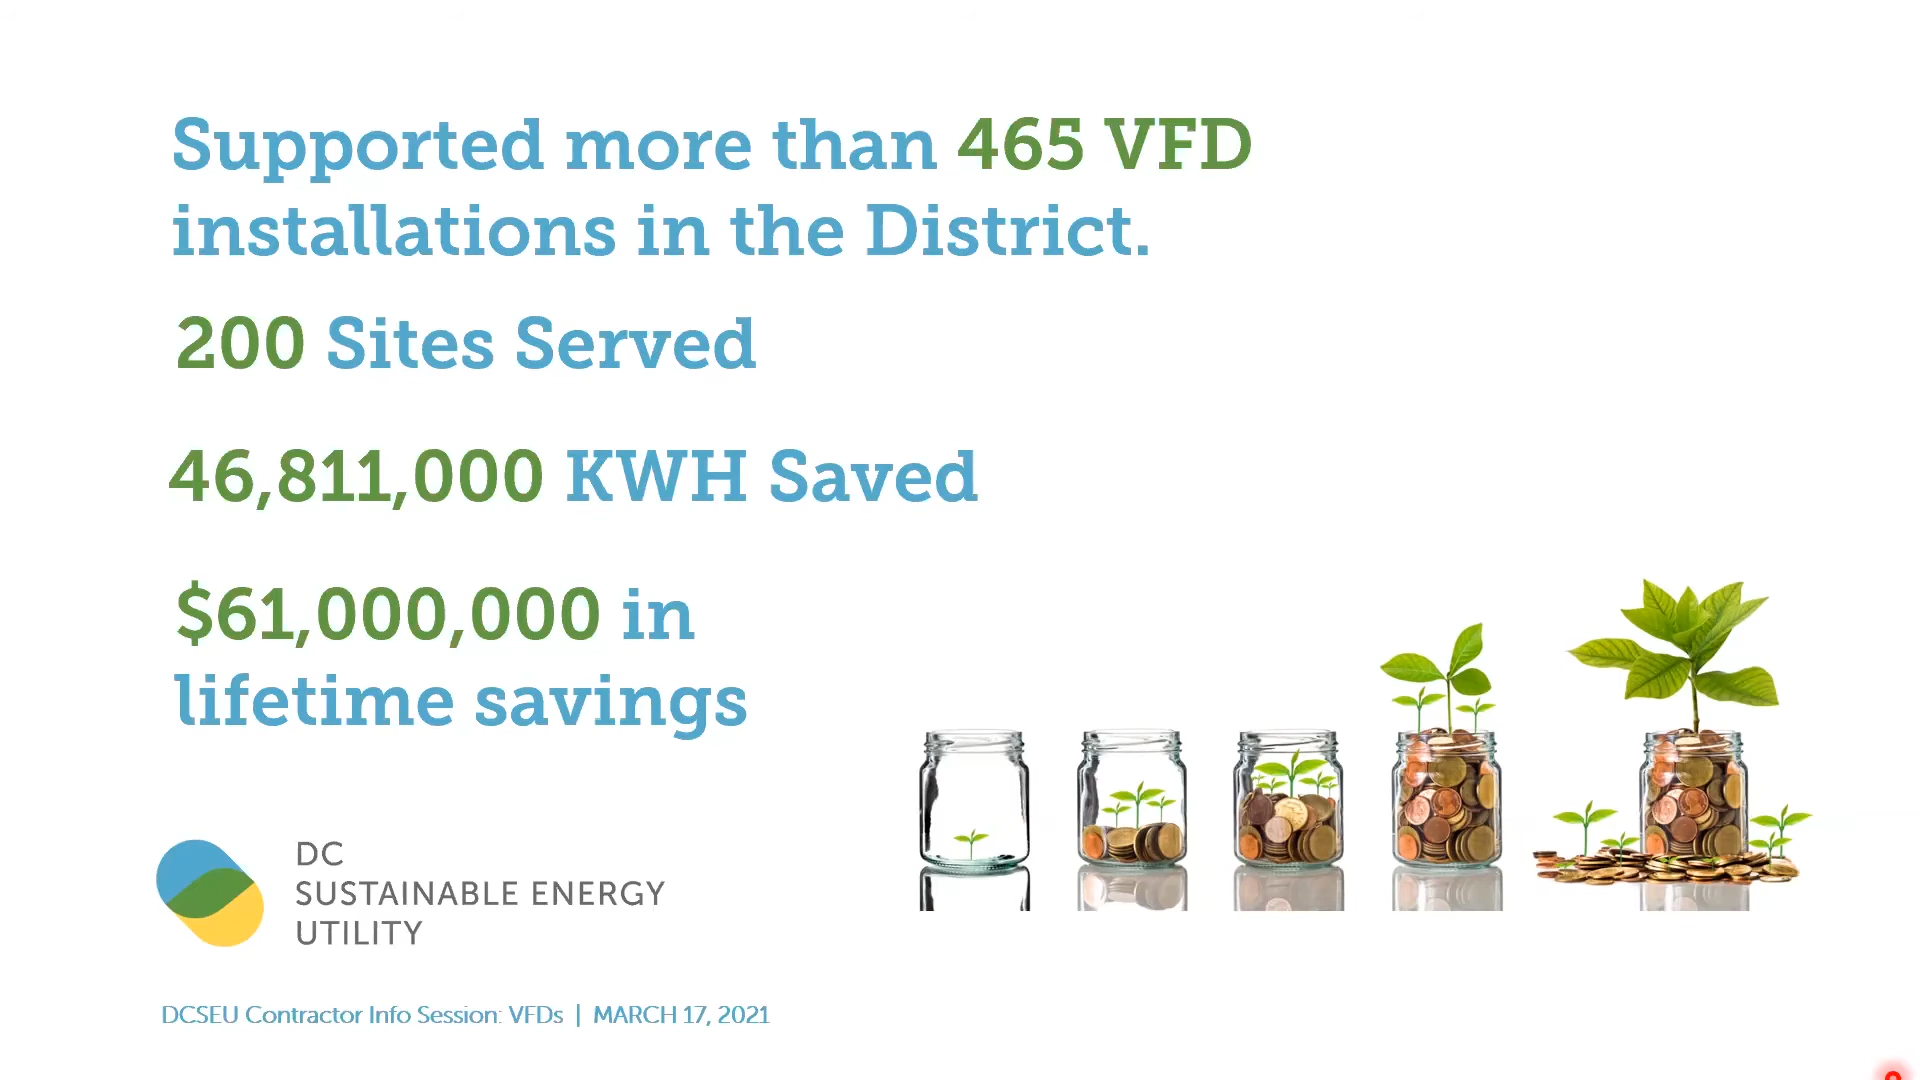 Supported more than 465 VFD
installations in the District.
200 Sites Served
46,811,000 KWH Saved
$61,000,000 in
lifetime savings
DC
SUSTAINABLE ENERGY
UTILITY
DCSEU Contractor Info Session: VFDs | MARCH 17, 2021